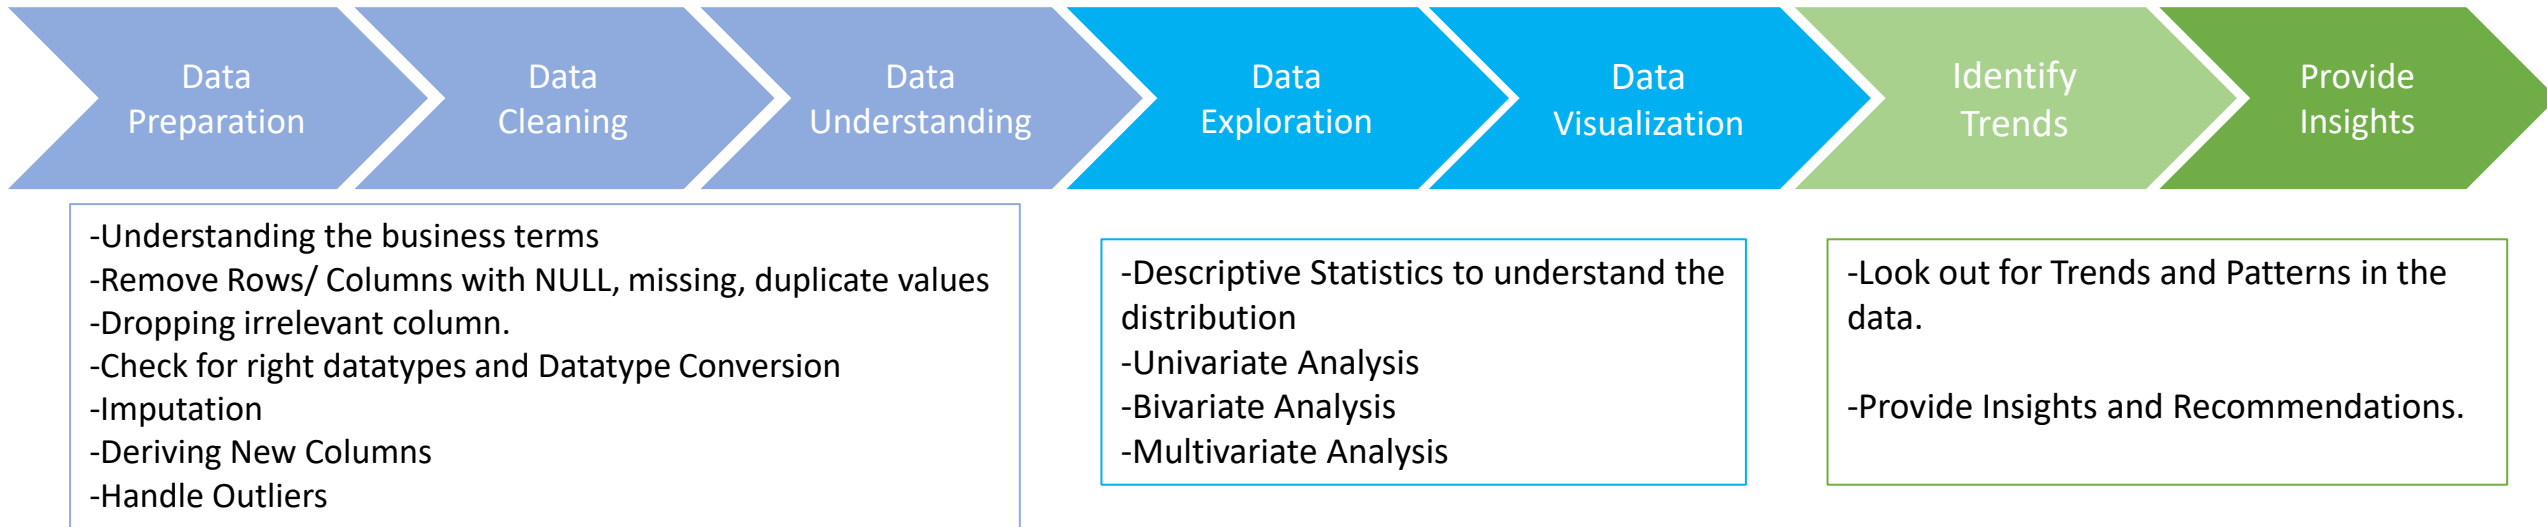 Data
Preparation
Data
Cleaning
Data
Understanding
Data
Exploration
Data
Visualization
Identify
Trends
Provide
Insights
-Understanding the business terms
-Remove Rows/ Columns with NULL, missing, duplicate values
-Dropping irrelevant column.
-Check for right datatypes and Datatype Conversion
-Imputation
-Deriving New Columns
-Handle Outliers
-Descriptive Statistics to understand the
distribution
-Univariate Analysis
-Bivariate Analysis
-Multivariate Analysis
-Look out for Trends and Patterns in the
data.
-Provide Insights and Recommendations.